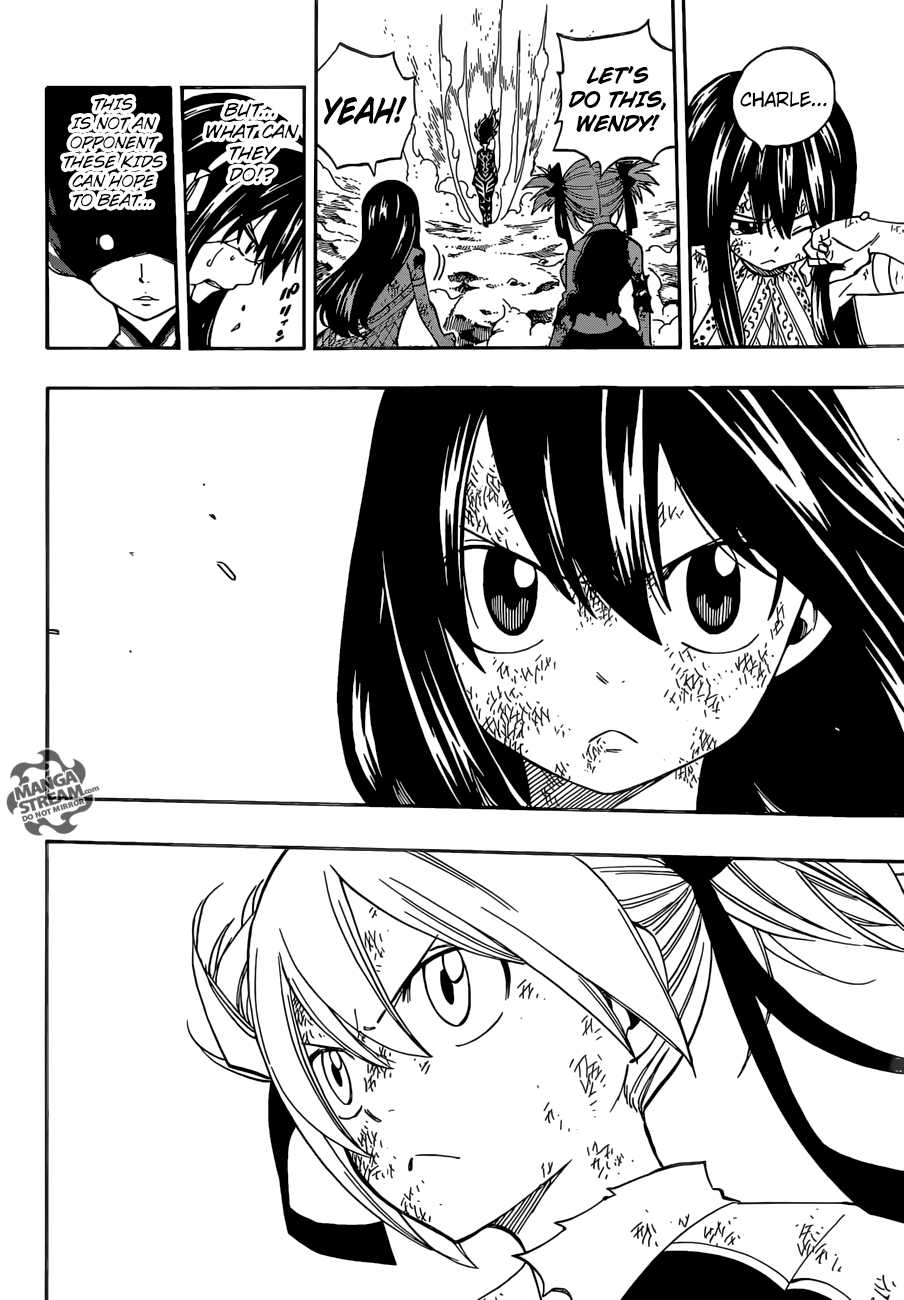 CHARLE...
LET'S
DO THIS,
WENDY!
YEAH!
BUT...
WHAT CAN
THEY
DO!?
THIS
IS NOT AN
OPPONENT
THESE KIDS
CAN HOPE
TO BEAT...
MANGA
STREAM.com
DO NOT MIRROR